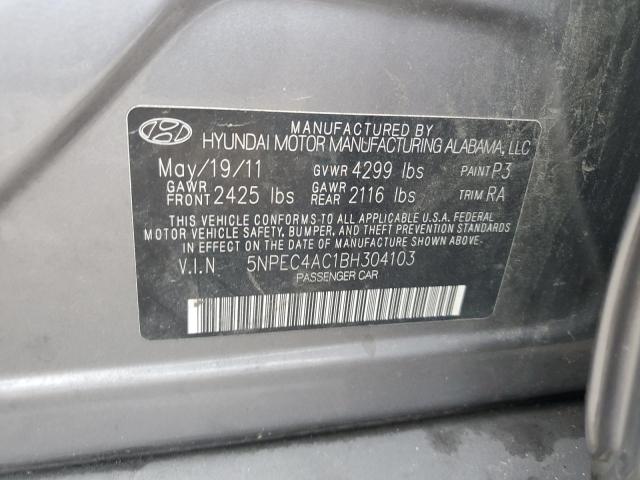 MANUFACTURED BY
HYUNDAI MOTOR MANUFACTURING ALABAMA, LLC
May/19/11 GVWR 4299 lbs PAINT P3
GAWR FRONT 2425 lbs GAWR REAR 2116 lbs TRIM RA
THIS VEHICLE CONFORMS TO ALL APPLICABLE U.S.A. FEDERAL
MOTOR VEHICLE SAFETY, BUMPER, AND THEFT PREVENTION STANDARDS
IN EFFECT ON THE DATE OF MANUFACTURE SHOWN ABOVE.
V.I.N 5NPEC4AC1BH304103
PASSENGER CAR